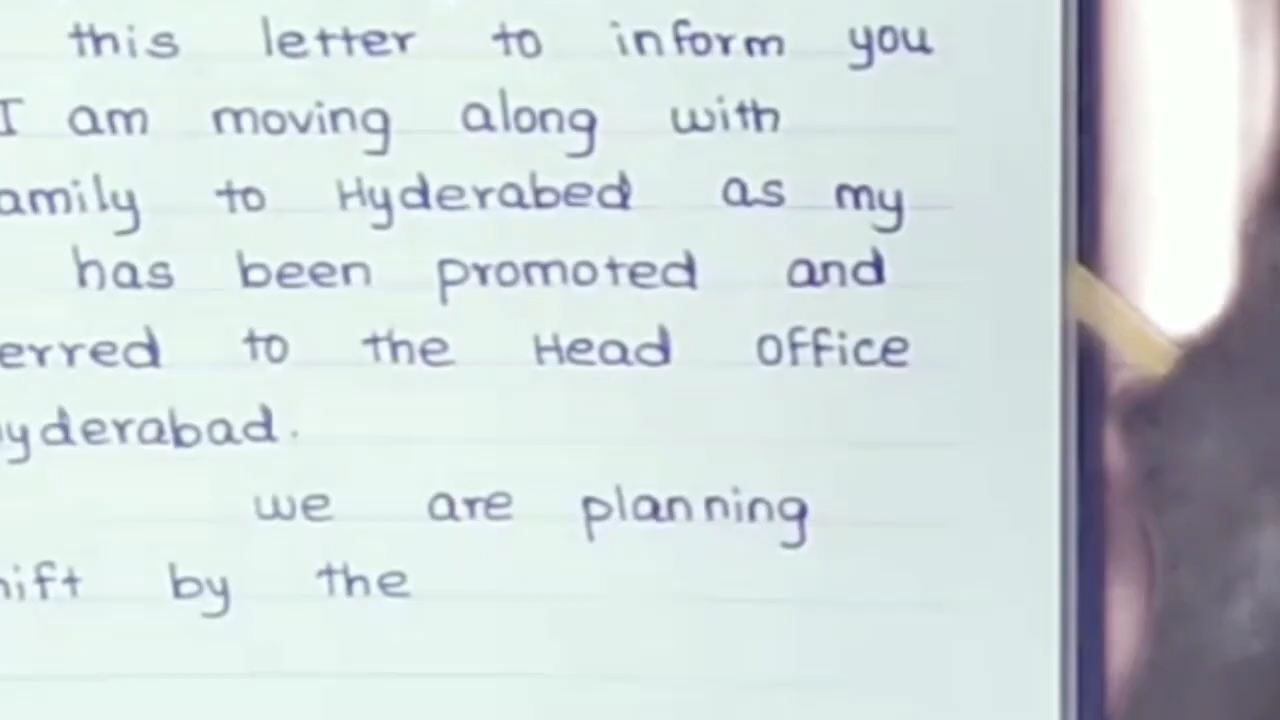 this letter to inform you
I am moving along with
amily to Hyderabed as my
has been promoted and
erred to the Head office
yderabad.
we are planning
hift by the